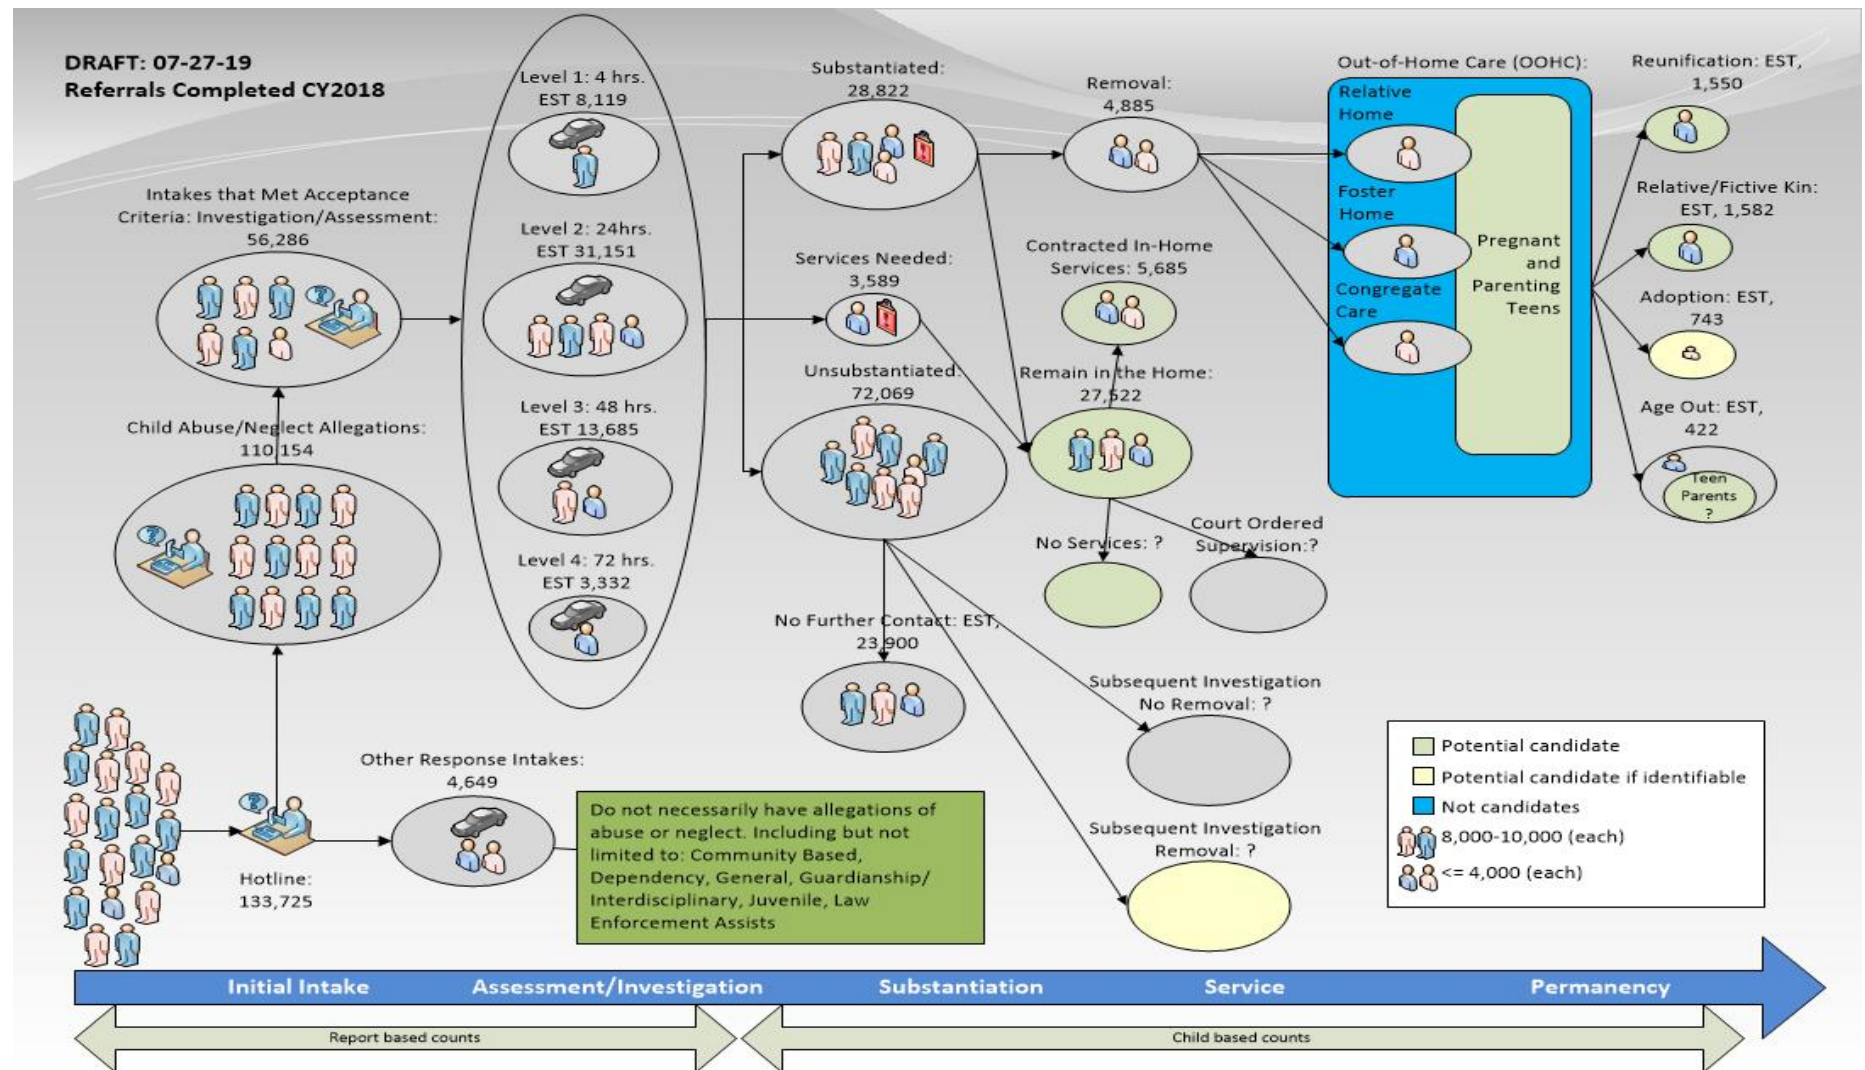 DRAFT: 07-27-19
Referrals Completed CY2018
Intakes that Met Acceptance
Criteria: Investigation/Assessment:
56,286
Child Abuse/Neglect Allegations:
110,154
Hotline:
133,725
Other Response Intakes:
4,649
Do not necessarily have allegations of
abuse or neglect. Including but not
limited to: Community Based,
Dependency, General, Guardianship/
Interdisciplinary, Juvenile, Law
Enforcement Assists
Level 1: 4 hrs.
EST 8,119
Level 2: 24hrs.
EST 31,151
Level 3: 48 hrs.
EST 13,685
Level 4: 72 hrs.
EST 3,332
Substantiated:
28,822
Services Needed:
3,589
Unsubstantiated:
72,069
No Further Contact: EST,
23,900
Removal:
4,885
Contracted In-Home
Services: 5,685
Remain in the Home:
27,522
No Services: ?
Court Ordered
Supervision:?
Subsequent Investigation
No Removal: ?
Subsequent Investigation
Removal: ?
Out-of-Home Care (OOHC):
Relative
Home
Foster
Home
Congregate
Care
Pregnant
and
Parenting
Teens
Reunification: EST,
1,550
Relative/Fictive Kin:
EST, 1,582
Adoption: EST,
743
Age Out: EST,
422
Teen
Parents
?
Potential candidate
Potential candidate if identifiable
Not candidates
8,000-10,000 (each)
<= 4,000 (each)
Initial Intake
Assessment/Investigation
Substantiation
Service
Permanency
Report based counts
Child based counts